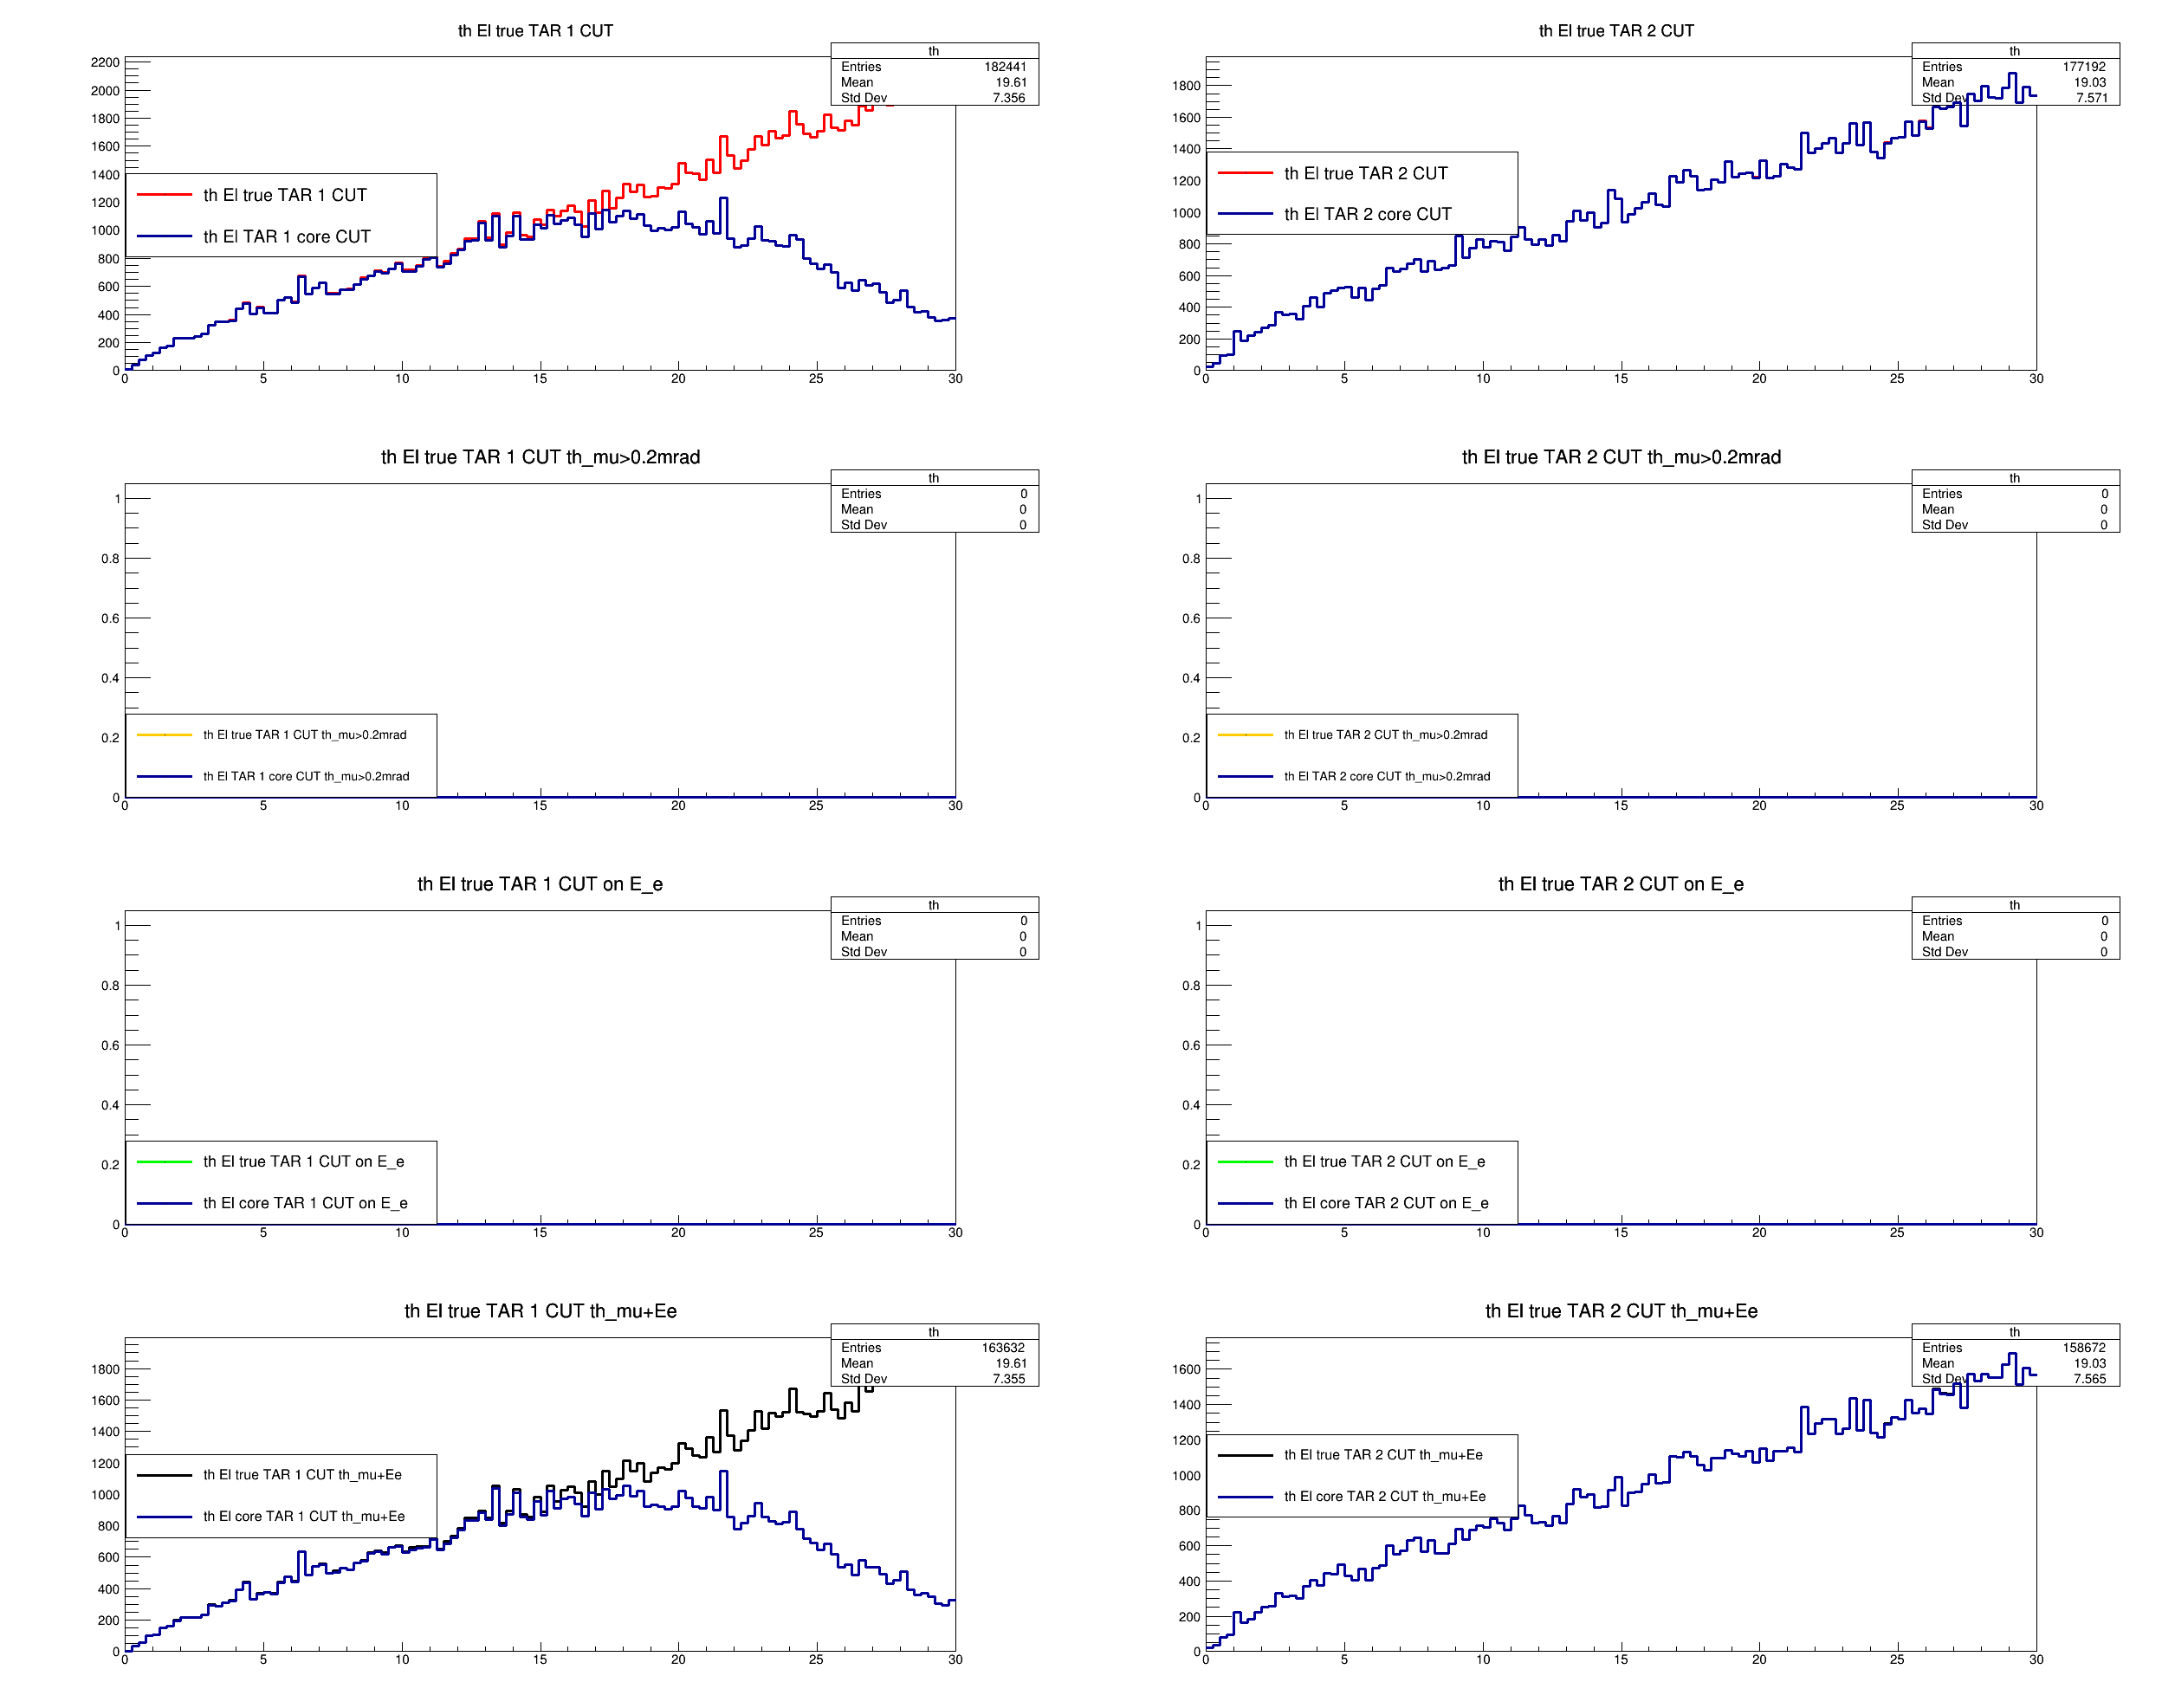 th El true TAR 1 CUT
th
Entries 182441
Mean 19.61
Std Dev 7.356
2200
2000
1800
1600
1400
1200
1000
800
600
400
200
0
th El true TAR 1 CUT
th El TAR 1 core CUT
0 5 10 15 20 25 30
th El true TAR 2 CUT
th
Entries 177192
Mean 19.03
Std Dev 7.571
1800
1600
1400
1200
1000
800
600
400
200
0
th El true TAR 2 CUT
th El TAR 2 core CUT
0 5 10 15 20 25 30
th El true TAR 1 CUT th_mu>0.2mrad
th
Entries 0
Mean 0
Std Dev 0
1
0.8
0.6
0.4
0.2
0
th El true TAR 1 CUT th_mu>0.2mrad
th El TAR 1 core CUT th_mu>0.2mrad
0 5 10 15 20 25 30
th El true TAR 2 CUT th_mu>0.2mrad
th
Entries 0
Mean 0
Std Dev 0
1
0.8
0.6
0.4
0.2
0
th El true TAR 2 CUT th_mu>0.2mrad
th El TAR 2 core CUT th_mu>0.2mrad
0 5 10 15 20 25 30
th El true TAR 1 CUT on E_e
th
Entries 0
Mean 0
Std Dev 0
1
0.8
0.6
0.4
0.2
0
th El true TAR 1 CUT on E_e
th El core TAR 1 CUT on E_e
0 5 10 15 20 25 30
th El true TAR 2 CUT on E_e
th
Entries 0
Mean 0
Std Dev 0
1
0.8
0.6
0.4
0.2
0
th El true TAR 2 CUT on E_e
th El core TAR 2 CUT on E_e
0 5 10 15 20 25 30
th El true TAR 1 CUT th_mu+Ee
th
Entries 163632
Mean 19.61
Std Dev 7.355
1800
1600
1400
1200
1000
800
600
400
200
0
th El true TAR 1 CUT th_mu+Ee
th El core TAR 1 CUT th_mu+Ee
0 5 10 15 20 25 30
th El true TAR 2 CUT th_mu+Ee
th
Entries 158672
Mean 19.03
Std Dev 7.565
1600
1400
1200
1000
800
600
400
200
0
th El true TAR 2 CUT th_mu+Ee
th El core TAR 2 CUT th_mu+Ee
0 5 10 15 20 25 30